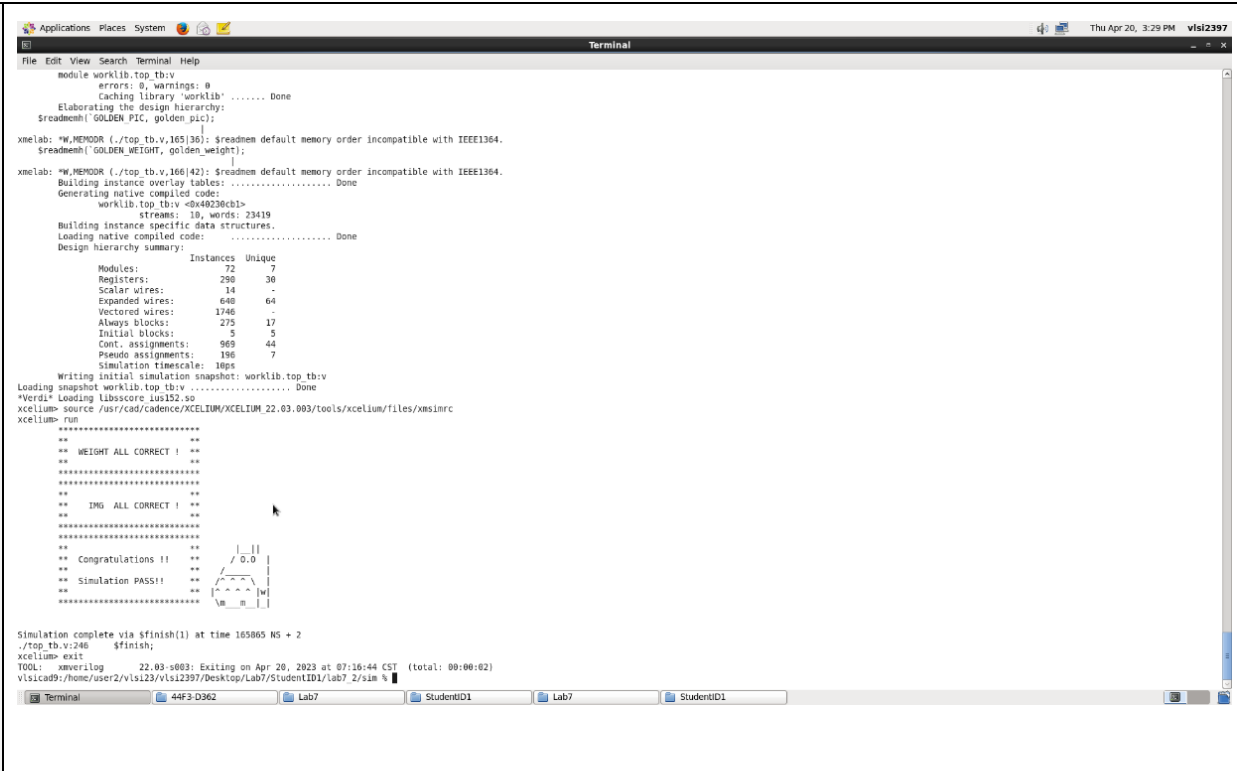 Applications Places System Thu Apr 20, 3:29 PM vlsi2397
Terminal
File Edit View Search Terminal Help
module worklib.top_tb:v
errors: 0, warnings: 0
Caching library 'worklib' ....... Done
Elaborating the design hierarchy:
$readmemh(`GOLDEN_PIC, golden_pic);
|
xmelab: *W,MEMODR (./top_tb.v,165|36): $readmem default memory order incompatible with IEEE1364.
$readmemh(`GOLDEN_WEIGHT, golden_weight);
|
xmelab: *W,MEMODR (./top_tb.v,166|42): $readmem default memory order incompatible with IEEE1364.
Building instance overlay tables: .................... Done
Generating native compiled code:
worklib.top_tb:v <0x40230cb1>
streams: 10, words: 23419
Building instance specific data structures.
Loading native compiled code: .................... Done
Design hierarchy summary:
Instances Unique
Modules: 72 7
Registers: 290 30
Scalar wires: 14 -
Expanded wires: 640 64
Vectored wires: 1746 -
Always blocks: 275 17
Initial blocks: 5 5
Cont. assignments: 969 44
Pseudo assignments: 196 7
Simulation timescale: 10ps
Writing initial simulation snapshot: worklib.top_tb:v
Loading snapshot worklib.top_tb:v .................... Done
*Verdi* Loading libsscore_ius152.so
xcelium> source /usr/cad/cadence/XCELIUM/XCELIUM_22.03.003/tools/xcelium/files/xmsimrc
xcelium> run
****************************
** **
** WEIGHT ALL CORRECT ! **
** **
****************************
****************************
** **
** IMG ALL CORRECT ! **
** **
****************************
****************************
** ** |__||
** Congratulations !! ** / O.O |
** ** /_____ |
** Simulation PASS!! ** /^ ^ ^ \ |
** ** |^ ^ ^ ^ |w|
**************************** \m___m__|_|
Simulation complete via $finish(1) at time 165865 NS + 2
./top_tb.v:246 $finish;
xcelium> exit
TOOL: xmverilog 22.03-s003: Exiting on Apr 20, 2023 at 07:16:44 CST (total: 00:00:02)
vlsicad9:/home/user2/vlsi23/vlsi2397/Desktop/Lab7/StudentID1/lab7_2/sim %
Terminal 44F3-D362 Lab7 StudentID1 Lab7 StudentID1